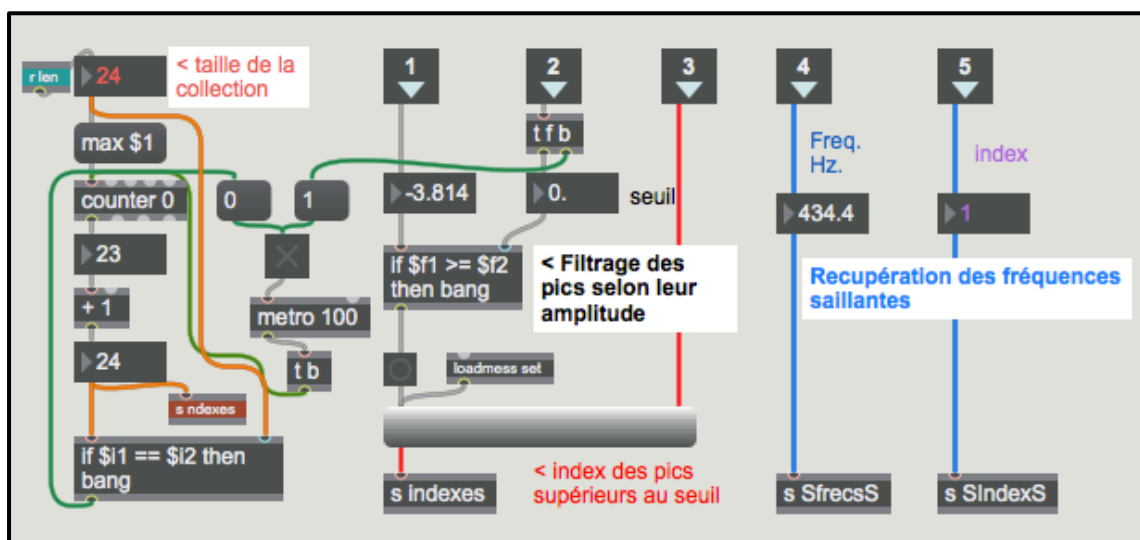 r len
24
< taille de la
collection
max $1
counter 0
0
1
23
+ 1
metro 100
24
t b
s ndexes
if $i1 == $i2 then
bang
1
2
3
t f b
-3.814
0.
seuil
if $f1 >= $f2
then bang
< Filtrage des
pics selon leur
amplitude
loadmess set
s indexes
< index des pics
supérieurs au seuil
4
5
Freq.
Hz.
index
434.4
1
Recupération des fréquences
saillantes
s SfrecsS
s SIndexS